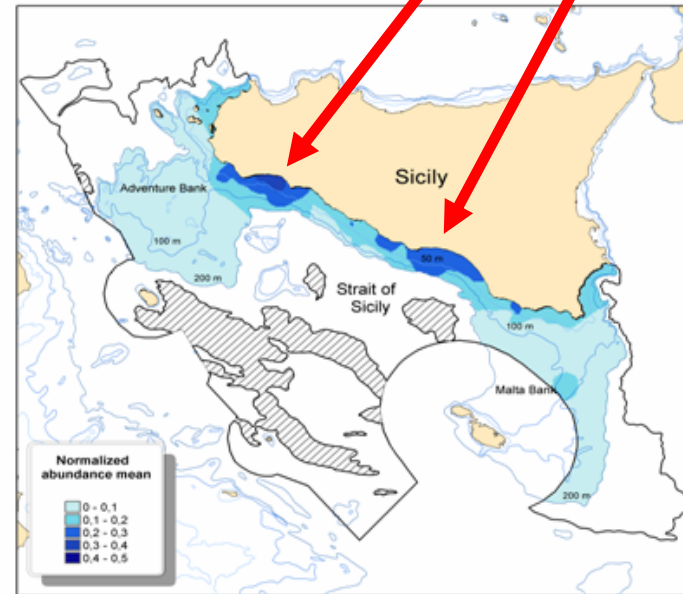 Sicily
Adventure Bank
100 m
50 m
200 m
Strait of
Sicily
100 m
Malta Bank
200 m
Normalized
abundance mean
0 - 0,1
0,1 - 0,2
0,2 - 0,3
0,3 - 0,4
0,4 - 0,5